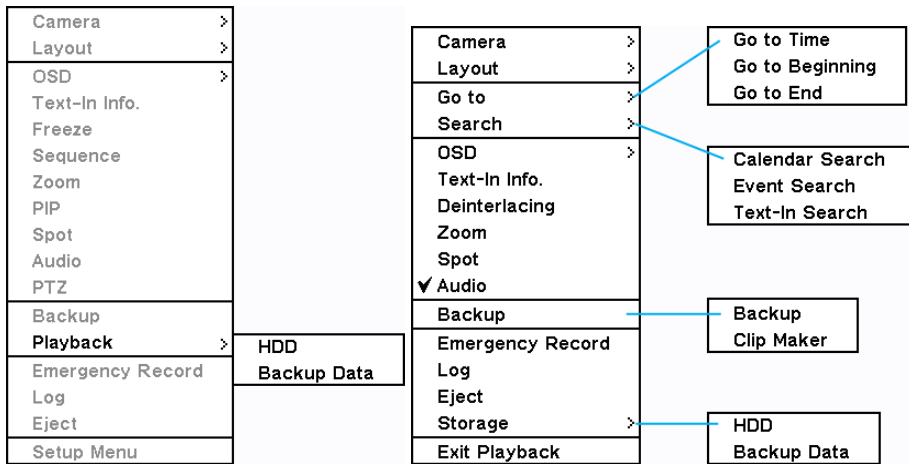 Camera >
Layout >
OSD >
Text-In Info.
Freeze
Sequence
Zoom
PIP
Spot
Audio
PTZ
Backup
Playback >
Emergency Record
Log
Eject
Setup Menu
HDD
Backup Data
Camera >
Layout >
Go to >
Search >
OSD >
Text-In Info.
Deinterlacing
Zoom
Spot
✔ Audio
Backup
Emergency Record
Log
Eject
Storage >
Exit Playback
Go to Time
Go to Beginning
Go to End
Calendar Search
Event Search
Text-In Search
Backup
Clip Maker
HDD
Backup Data